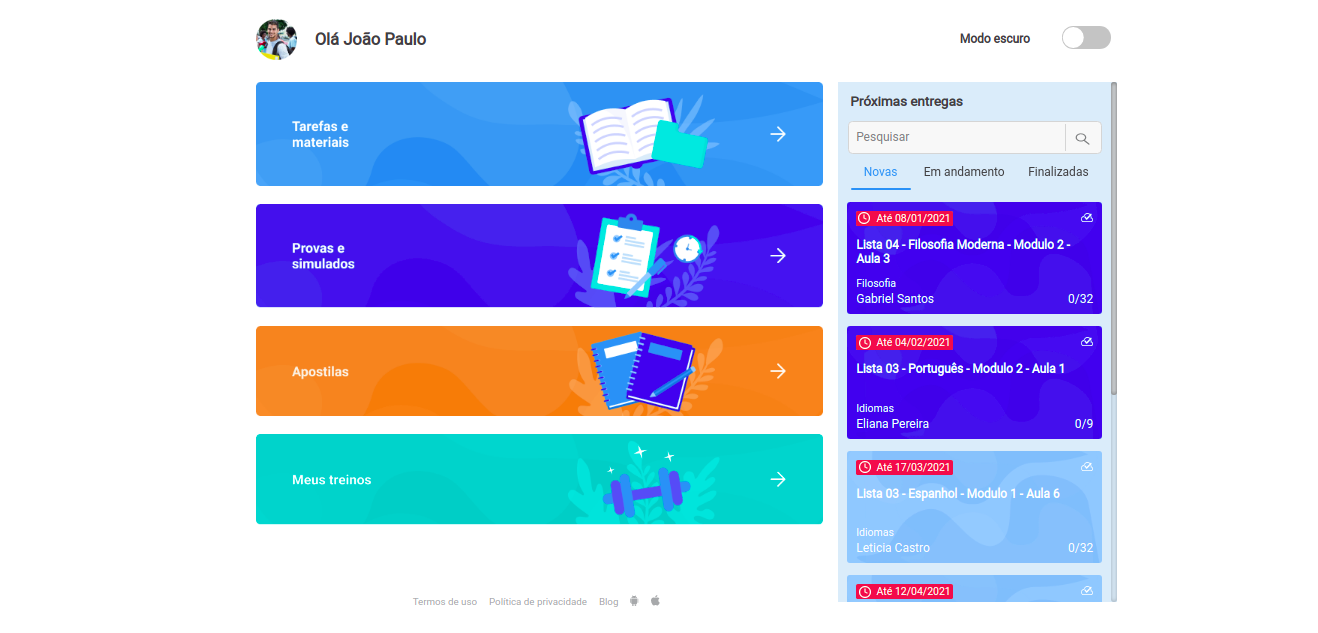 Olá João Paulo
Modo escuro
Tarefas e
materiais
Provas e
simulados
Apostilas
Meus treinos
Próximas entregas
Pesquisar
Novas Em andamento Finalizadas
Até 08/01/2021
Lista 04 - Filosofia Moderna - Modulo 2 -
Aula 3
Filosofia
Gabriel Santos 0/32
Até 04/02/2021
Lista 03 - Português - Modulo 2 - Aula 1
Idiomas
Eliana Pereira 0/9
Até 17/03/2021
Lista 03 - Espanhol - Modulo 1 - Aula 6
Idiomas
Leticia Castro 0/32
Até 12/04/2021
Termos de uso Política de privacidade Blog